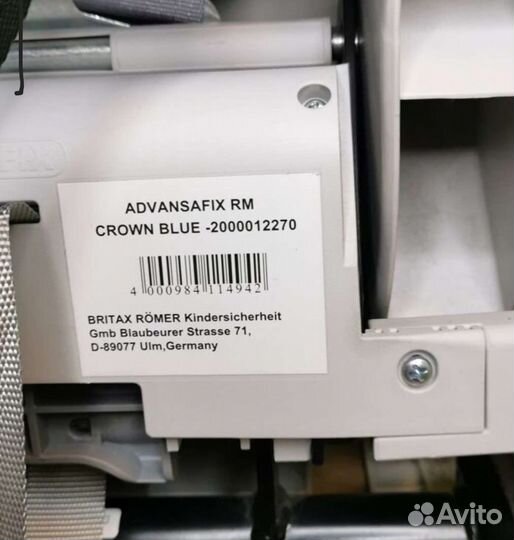 FIX
ADVANSAFIX RM
CROWN BLUE -2000012270
4 000984 114942
BRITAX RÖMER Kindersicherheit
Gmb Blaubeurer Strasse 71,
D-89077 Ulm,Germany
Avito